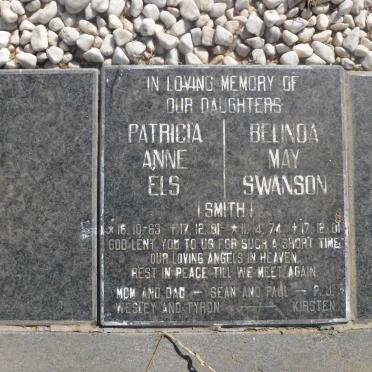 IN LOVING MEMORY OF
OUR DAUGHTERS
PATRICIA BELINDA
ANNE MAY
ELS SWANSON
(SMITH)
★16.10.63 ✝17.12.81 ★11.4.74 ✝17.12.81
GOD LENT YOU TO US FOR SUCH A SHORT TIME
OUR LOVING ANGELS IN HEAVEN
REST IN PEACE TILL WE MEET AGAIN
MOM AND DAD — SEAN AND PAUL — P.J.
WESLEY AND TYRON — KIRSTEN